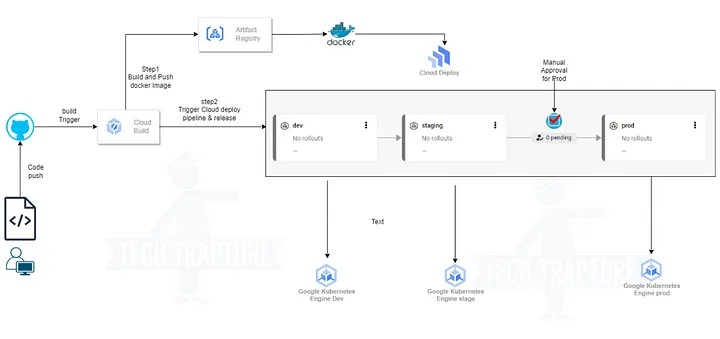 Artifact
Registry
docker
Cloud Deploy
Manual
Approval
for Prod
Step1
Build and Push
docker Image
build
Trigger
Cloud
Build
step2
Trigger Cloud deploy
pipeline & release
dev
No rollouts
–
staging
No rollouts
–
0 pending
prod
No rollouts
–
Code
push
</>
Text
TECH TRAPTURE
TECH TRAPTURE
Google Kubernetes
Engine Dev
Google Kubernetes
Engine stage
Google Kubernetes
Engine prod